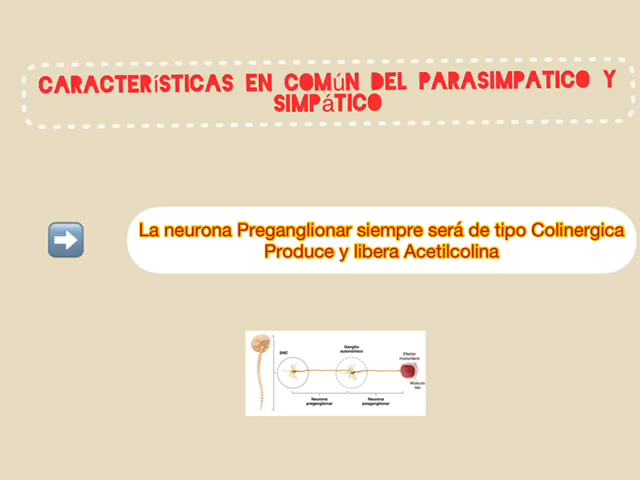 CARACTERÍSTICAS EN COMÚN DEL PARASIMPATICO Y
SIMPÁTICO
La neurona Preganglionar siempre será de tipo Colinergica
Produce y libera Acetilcolina
SNC
Ganglio
autonómico
Efector
involuntario
Músculo
liso
Neurona
preganglionar
Neurona
posganglionar